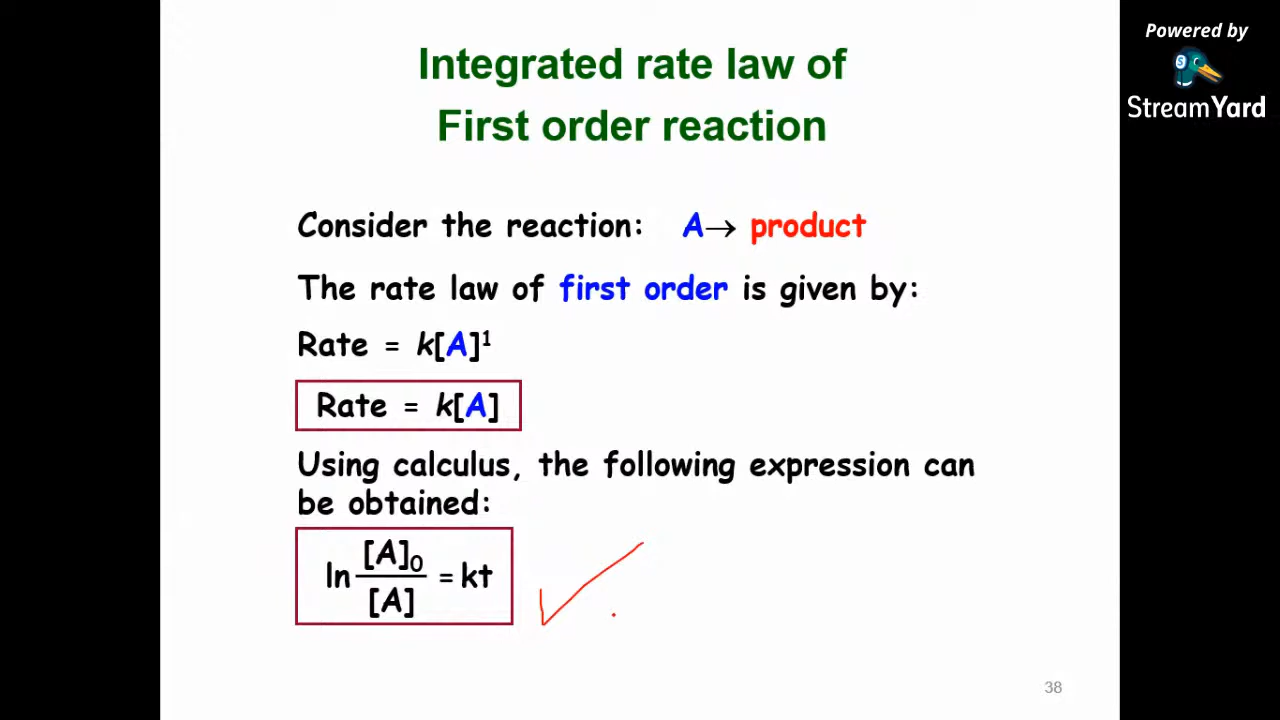 Integrated rate law of
First order reaction
Powered by
StreamYard
Consider the reaction: A→ product
The rate law of first order is given by:
Rate = k[A]¹
Rate = k[A]
Using calculus, the following expression can
be obtained:
ln [A]₀/[A] = kt
38